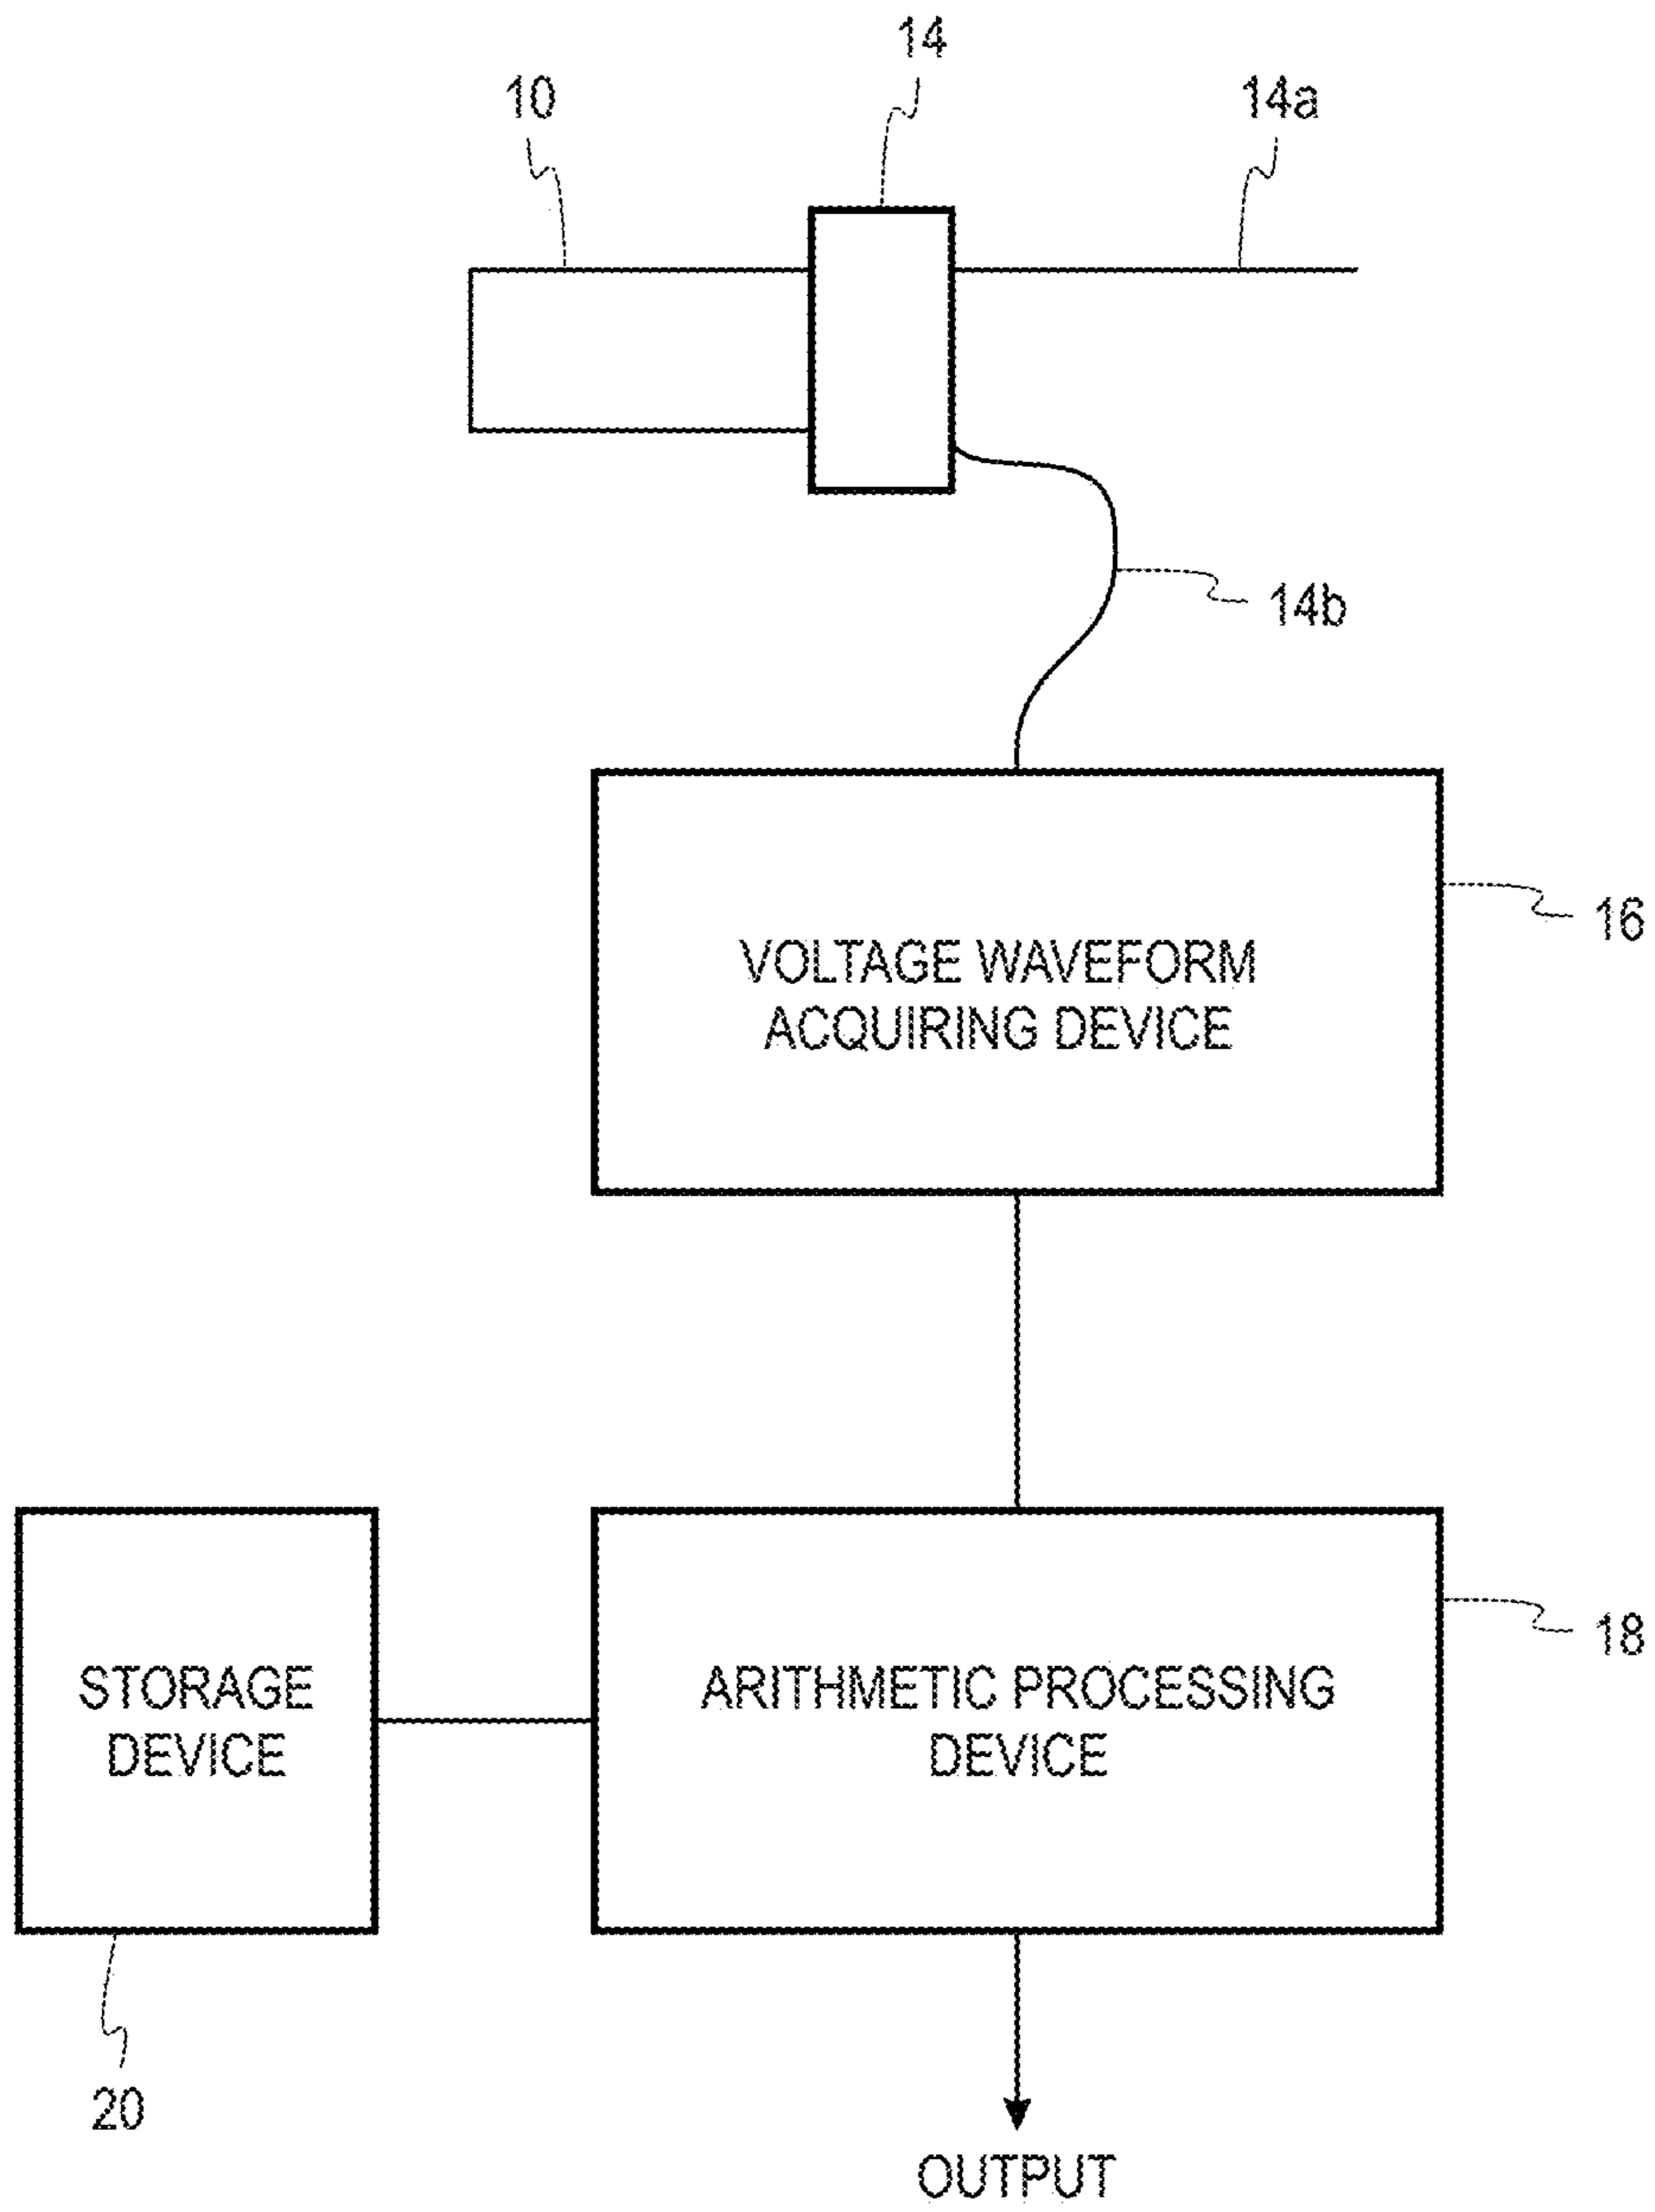 14
10
14a
14b
VOLTAGE WAVEFORM
ACQUIRING DEVICE
16
STORAGE
DEVICE
ARITHMETIC PROCESSING
DEVICE
18
20
OUTPUT